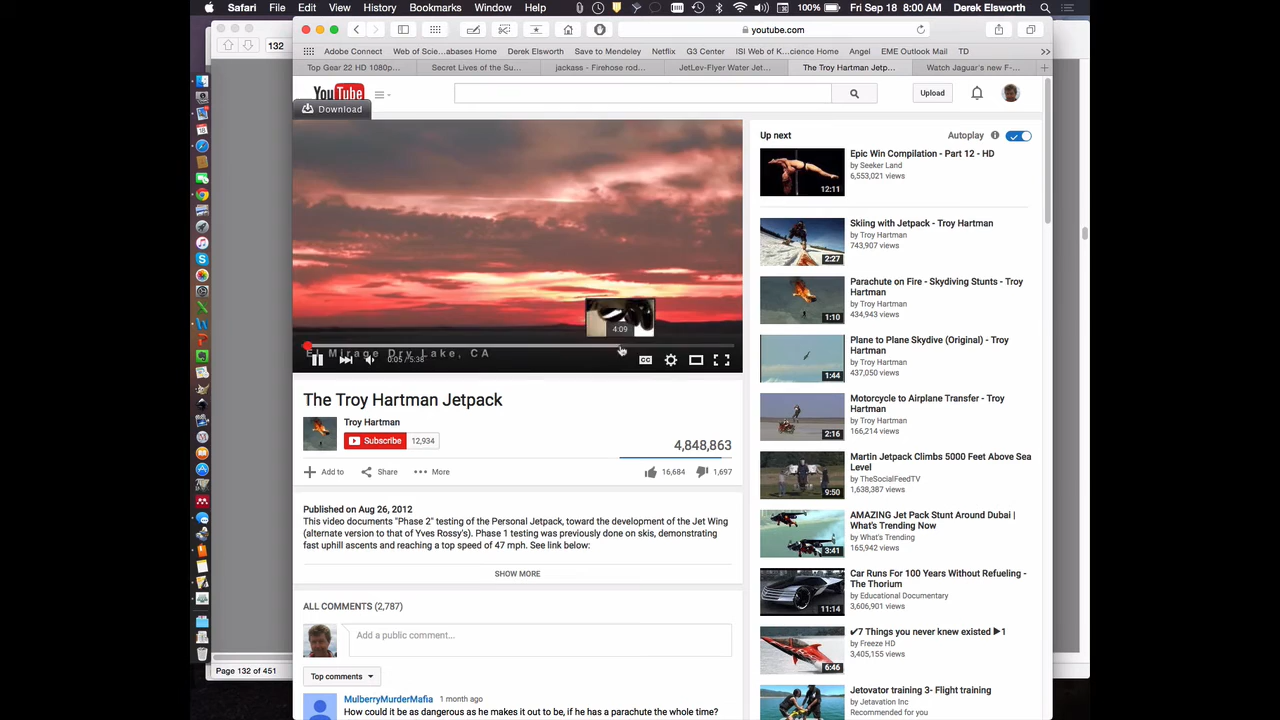 Safari File Edit View History Bookmarks Window Help
100% Fri Sep 18 8:00 AM Derek Elsworth
132
youtube.com
Adobe Connect Web of Scie...abases Home Derek Elsworth Save to Mendeley Netflix G3 Center ISI Web of K...cience Home Angel EME Outlook Mail TD
Top Gear 22 HD 1080p... Secret Lives of the Su... jackass - Firehose rod... JetLev-Flyer Water Jet... The Troy Hartman Jetp... Watch Jaguar's new F-...
YouTube
Upload
Download
Up next
Autoplay
Epic Win Compilation - Part 12 - HD
by Seeker Land
6,553,021 views
12:11
Skiing with Jetpack - Troy Hartman
by Troy Hartman
743,907 views
2:27
Parachute on Fire - Skydiving Stunts - Troy
Hartman
by Troy Hartman
434,943 views
1:10
Plane to Plane Skydive (Original) - Troy
Hartman
by Troy Hartman
437,050 views
1:44
Motorcycle to Airplane Transfer - Troy
Hartman
by Troy Hartman
166,214 views
2:16
Martin Jetpack Climbs 5000 Feet Above Sea
Level
by TheSocialFeedTV
1,638,387 views
9:50
AMAZING Jet Pack Stunt Around Dubai |
What's Trending Now
by What's Trending
165,942 views
3:41
Car Runs For 100 Years Without Refueling -
The Thorium
by Educational Documentary
3,606,901 views
11:14
✔7 Things you never knew existed ▶1
by Freeze HD
3,405,155 views
6:46
Jetovator training 3- Flight training
by Jetavation Inc
Recommended for you
4:09
El Mirage Dry Lake, CA
0:05 / 5:38
CC
The Troy Hartman Jetpack
Troy Hartman
Subscribe 12,934
4,848,863
Add to Share More
16,684 1,697
Published on Aug 26, 2012
This video documents "Phase 2" testing of the Personal Jetpack, toward the development of the Jet Wing
(alternate version to that of Yves Rossy's). Phase 1 testing was previously done on skis, demonstrating
fast uphill ascents and reaching a top speed of 47 mph. See link below:
SHOW MORE
ALL COMMENTS (2,787)
Add a public comment...
Top comments
MulberryMurderMafia 1 month ago
How could it be as dangerous as he makes it out to be, if he has a parachute the whole time?
Page 132 of 451